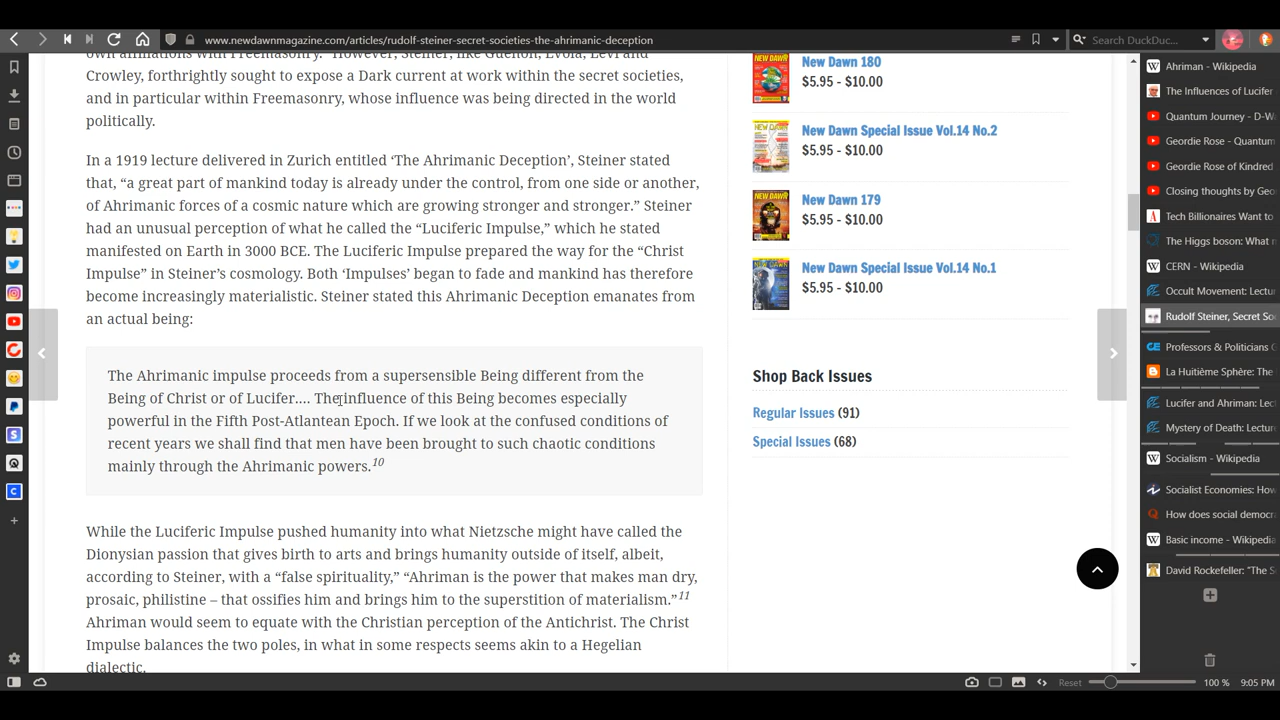 www.newdawnmagazine.com/articles/rudolf-steiner-secret-societies-the-ahrimanic-deception
Search DuckDuc...
Crowley, forthrightly sought to expose a Dark current at work within the secret societies,
and in particular within Freemasonry, whose influence was being directed in the world
politically.
In a 1919 lecture delivered in Zurich entitled ‘The Ahrimanic Deception’, Steiner stated
that, “a great part of mankind today is already under the control, from one side or another,
of Ahrimanic forces of a cosmic nature which are growing stronger and stronger.” Steiner
had an unusual perception of what he called the “Luciferic Impulse,” which he stated
manifested on Earth in 3000 BCE. The Luciferic Impulse prepared the way for the “Christ
Impulse” in Steiner’s cosmology. Both ‘Impulses’ began to fade and mankind has therefore
become increasingly materialistic. Steiner stated this Ahrimanic Deception emanates from
an actual being:
The Ahrimanic impulse proceeds from a supersensible Being different from the
Being of Christ or of Lucifer.... The influence of this Being becomes especially
powerful in the Fifth Post-Atlantean Epoch. If we look at the confused conditions of
recent years we shall find that men have been brought to such chaotic conditions
mainly through the Ahrimanic powers.10
While the Luciferic Impulse pushed humanity into what Nietzsche might have called the
Dionysian passion that gives birth to arts and brings humanity outside of itself, albeit,
according to Steiner, with a “false spirituality,” “Ahriman is the power that makes man dry,
prosaic, philistine – that ossifies him and brings him to the superstition of materialism.”11
Ahriman would seem to equate with the Christian perception of the Antichrist. The Christ
Impulse balances the two poles, in what in some respects seems akin to a Hegelian
dialectic.
New Dawn 180
$5.95 - $10.00
New Dawn Special Issue Vol.14 No.2
$5.95 - $10.00
New Dawn 179
$5.95 - $10.00
New Dawn Special Issue Vol.14 No.1
$5.95 - $10.00
Shop Back Issues
Regular Issues (91)
Special Issues (68)
Ahriman - Wikipedia
The Influences of Lucifer
Quantum Journey - D-W
Geordie Rose - Quantum
Geordie Rose of Kindred
Closing thoughts by Geo
Tech Billionaires Want to
The Higgs boson: What n
CERN - Wikipedia
Occult Movement: Lectu
Rudolf Steiner, Secret So
Professors & Politicians G
La Huitième Sphère: The
Lucifer and Ahriman: Lect
Mystery of Death: Lectur
Socialism - Wikipedia
Socialist Economies: How
How does social democr
Basic income - Wikipedia
David Rockefeller: "The S
Reset
100 %
9:05 PM